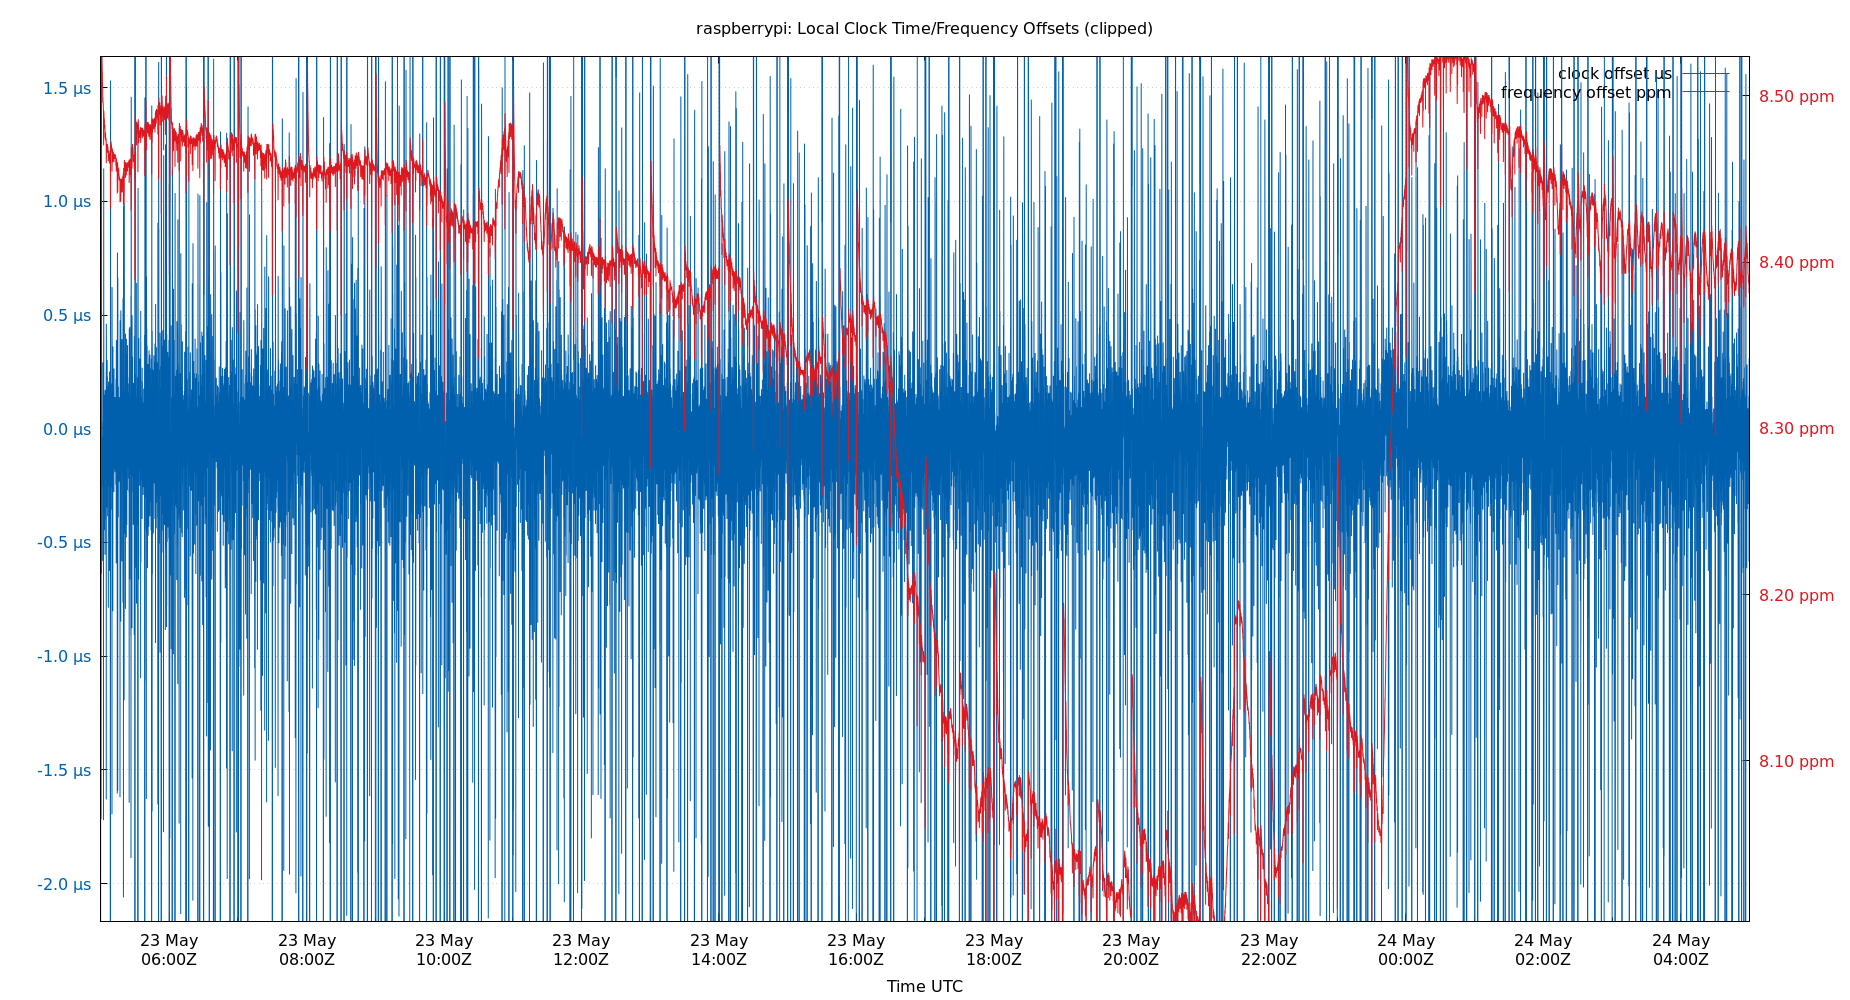 raspberrypi: Local Clock Time/Frequency Offsets (clipped)
clock offset µs
frequency offset ppm
1.5 µs
1.0 µs
0.5 µs
0.0 µs
-0.5 µs
-1.0 µs
-1.5 µs
-2.0 µs
8.50 ppm
8.40 ppm
8.30 ppm
8.20 ppm
8.10 ppm
23 May 23 May 23 May 23 May 23 May 23 May 23 May 23 May 23 May 24 May 24 May 24 May
06:00Z 08:00Z 10:00Z 12:00Z 14:00Z 16:00Z 18:00Z 20:00Z 22:00Z 00:00Z 02:00Z 04:00Z
Time UTC